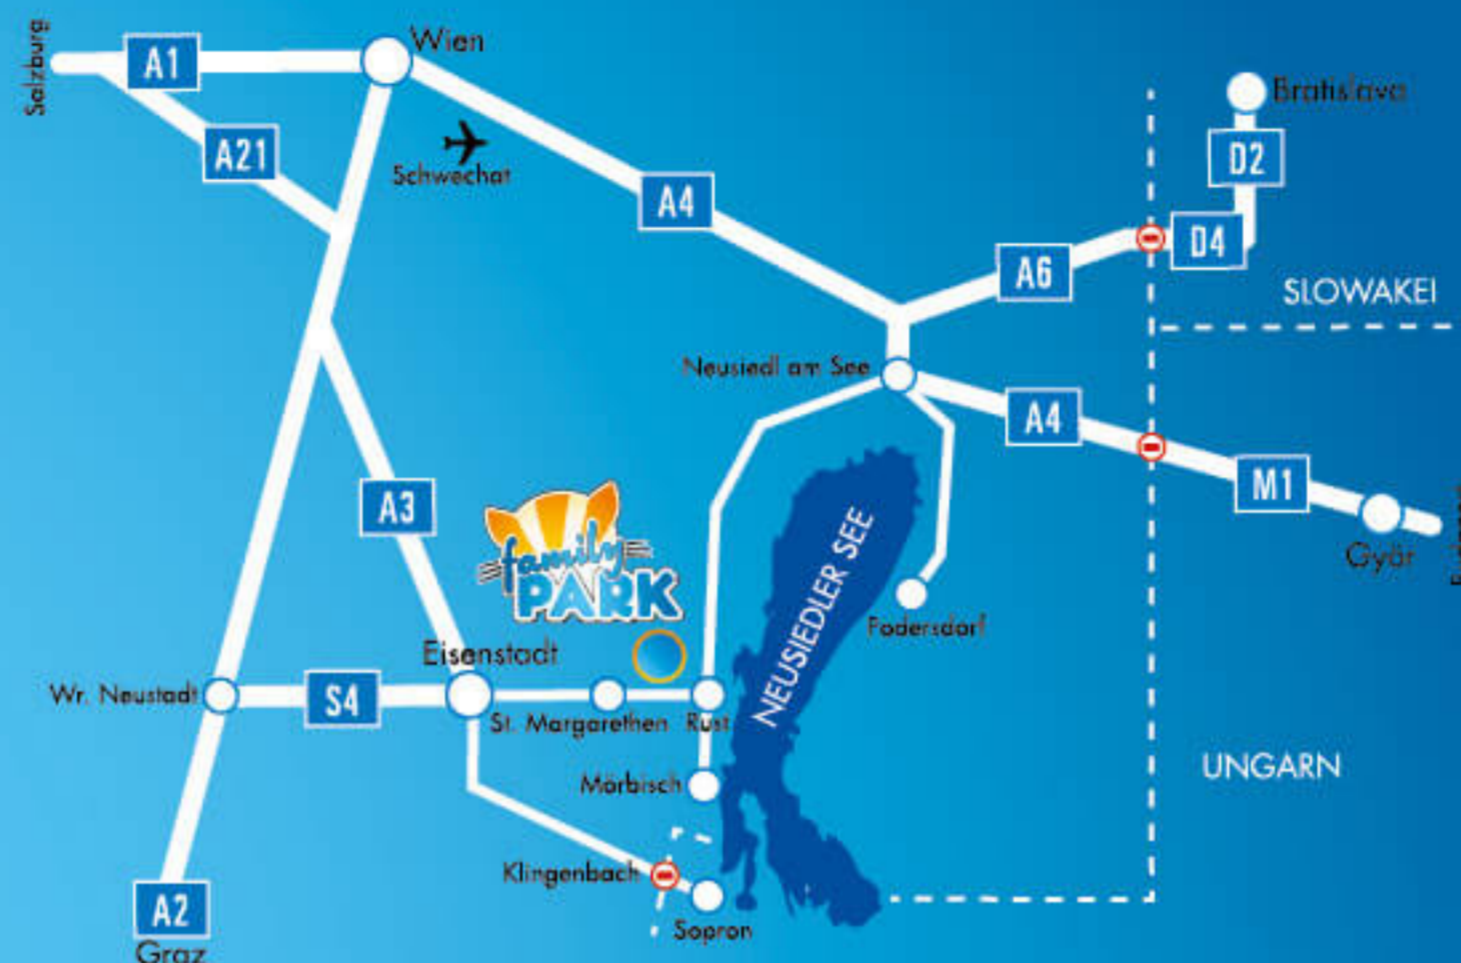 Salzburg
A1
Wien
A21
Schwechat
A4
Bratislava
D2
D4
A6
SLOWAKEI
Neusiedl am See
A4
M1
Györ
A3
family
PARK
NEUSIEDLER SEE
Podersdorf
Eisenstadt
Wr. Neustadt
S4
St. Margarethen
Rust
Mörbisch
UNGARN
Klingenbach
Sopron
A2
Graz